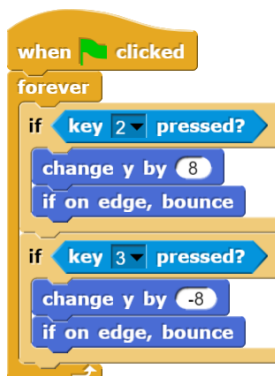 when clicked
forever
if key 2 pressed?
change y by 8
if on edge, bounce
if key 3 pressed?
change y by -8
if on edge, bounce